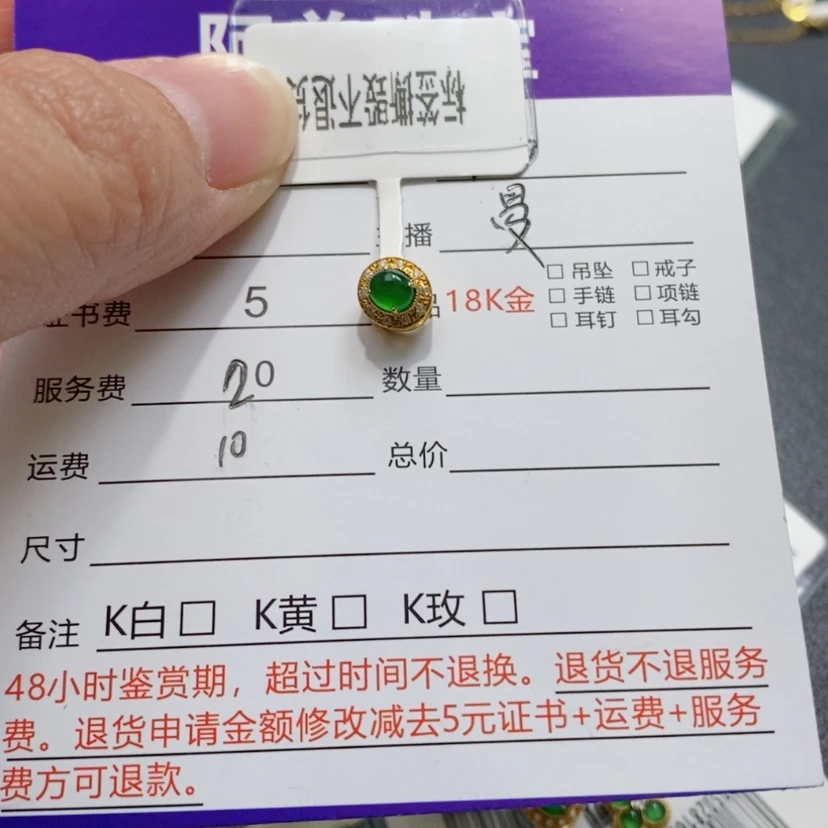 标签撕毁不退
播 曼
证书费 5
品 18K金
□ 吊坠 □ 戒子
□ 手链 □ 项链
□ 耳钉 □ 耳勾
服务费 20 数量
运费 10 总价
尺寸
备注 K白 □ K黄 □ K玫 □
48小时鉴赏期，超过时间不退换。退货不退服务
费。退货申请金额修改减去5元证书+运费+服务
费方可退款。